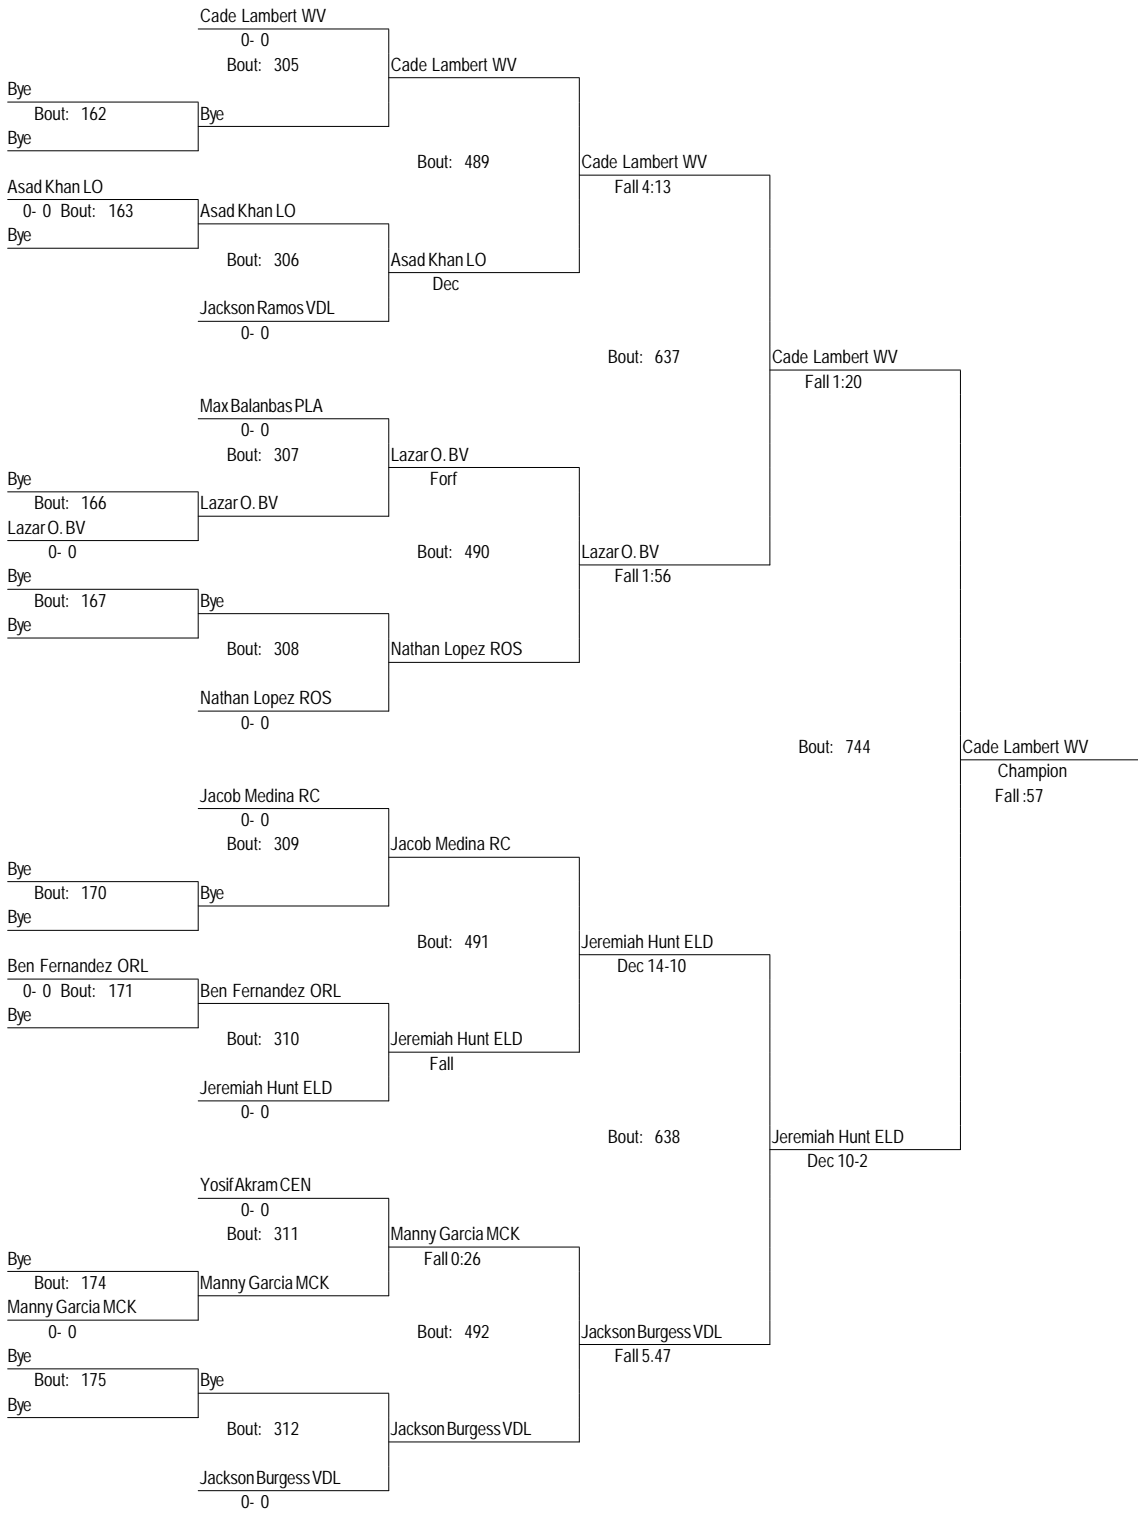 Cade Lambert WV
0- 0
Bout: 305
Cade Lambert WV
Bye
Bout: 162
Bye
Bye
Bout: 489
Cade Lambert WV
Fall 4:13
Asad Khan LO
0- 0 Bout: 163
Asad Khan LO
Bye
Bout: 306
Asad Khan LO
Dec
Jackson Ramos VDL
0- 0
Bout: 637
Cade Lambert WV
Fall 1:20
Max Balanbas PLA
0- 0
Bout: 307
Lazar O. BV
Forf
Bye
Bout: 166
Lazar O. BV
Lazar O. BV
0- 0
Bout: 490
Lazar O. BV
Fall 1:56
Bye
Bout: 167
Bye
Bye
Bout: 308
Nathan Lopez ROS
Nathan Lopez ROS
0- 0
Bout: 744
Cade Lambert WV
Champion
Fall :57
Jacob Medina RC
0- 0
Bout: 309
Jacob Medina RC
Bye
Bout: 170
Bye
Bye
Bout: 491
Jeremiah Hunt ELD
Dec 14-10
Ben Fernandez ORL
0- 0 Bout: 171
Ben Fernandez ORL
Bye
Bout: 310
Jeremiah Hunt ELD
Fall
Jeremiah Hunt ELD
0- 0
Bout: 638
Jeremiah Hunt ELD
Dec 10-2
Yosif Akram CEN
0- 0
Bout: 311
Manny Garcia MCK
Fall 0:26
Bye
Bout: 174
Manny Garcia MCK
Manny Garcia MCK
0- 0
Bout: 492
Jackson Burgess VDL
Fall 5.47
Bye
Bout: 175
Bye
Bye
Bout: 312
Jackson Burgess VDL
Jackson Burgess VDL
0- 0